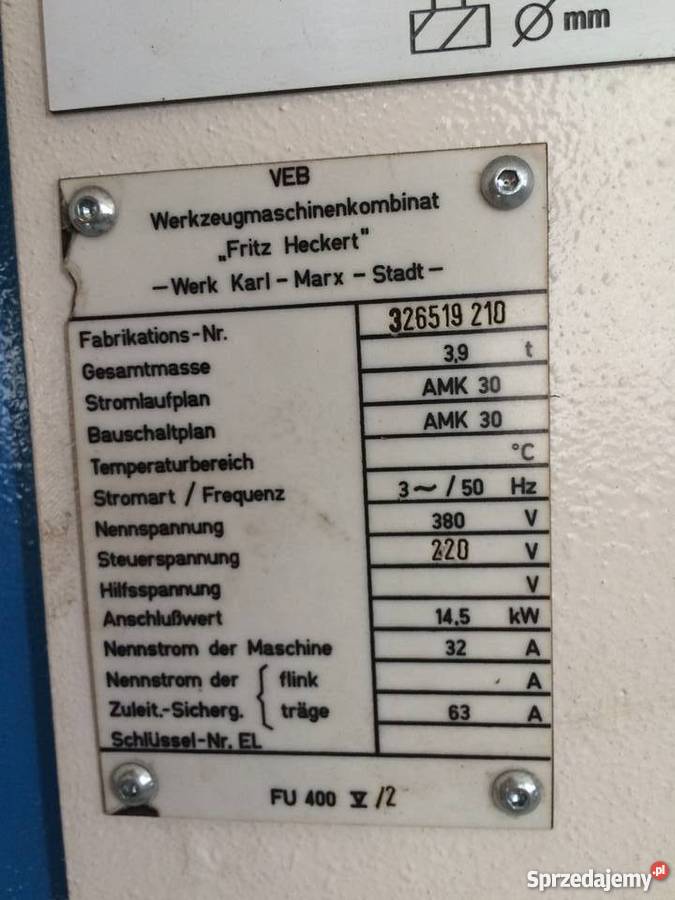 Ø mm
VEB
Werkzeugmaschinenkombinat
„Fritz Heckert"
—Werk Karl-Marx-Stadt—
Fabrikations-Nr. 326519 210
Gesamtmasse 3,9 t
Stromlaufplan AMK 30
Bauschaltplan AMK 30
Temperaturbereich °C
Stromart / Frequenz 3~/50 Hz
Nennspannung 380 V
Steuerspannung 220 V
Hilfsspannung V
Anschlußwert 14,5 kW
Nennstrom der Maschine 32 A
Nennstrom der { flink A
Zuleit.-Sicherg. { träge 63 A
Schlüssel-Nr. EL
FU 400 V/2
Sprzedajemy.pl